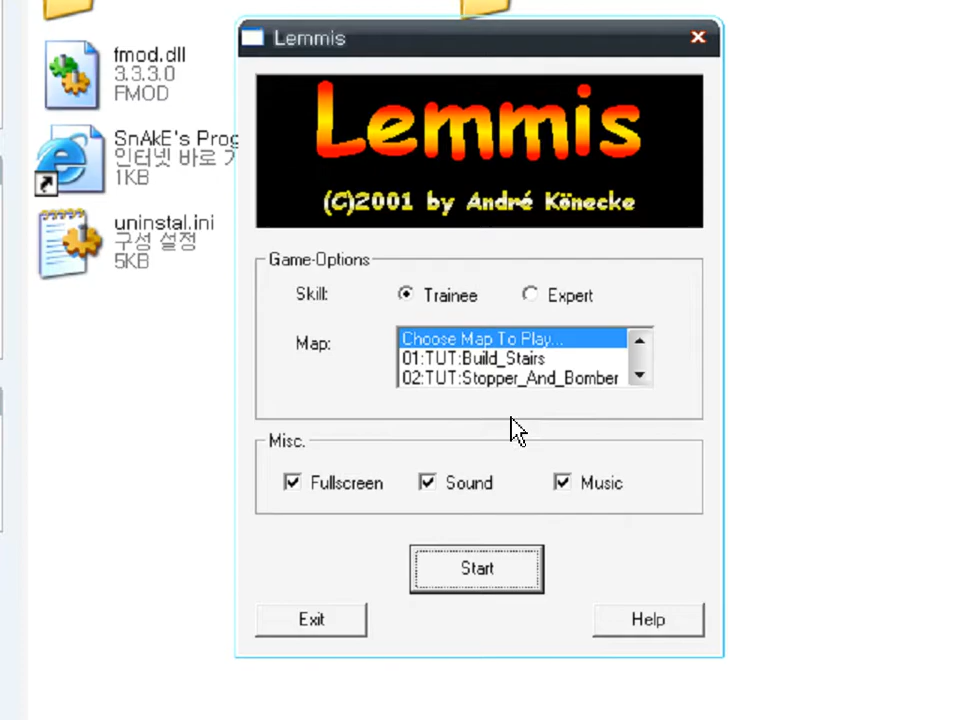 fmod.dll
3.3.3.0
FMOD
SnAkE's Prog
인터넷 바로 가
1KB
uninstal.ini
구성 설정
5KB
Lemmis
Lemmis
(C)2001 by André Könecke
Game-Options
Skill: Trainee Expert
Map: Choose Map To Play...
01:TUT:Build_Stairs
02:TUT:Stopper_And_Bomber
Misc.
Fullscreen Sound Music
Start
Exit Help